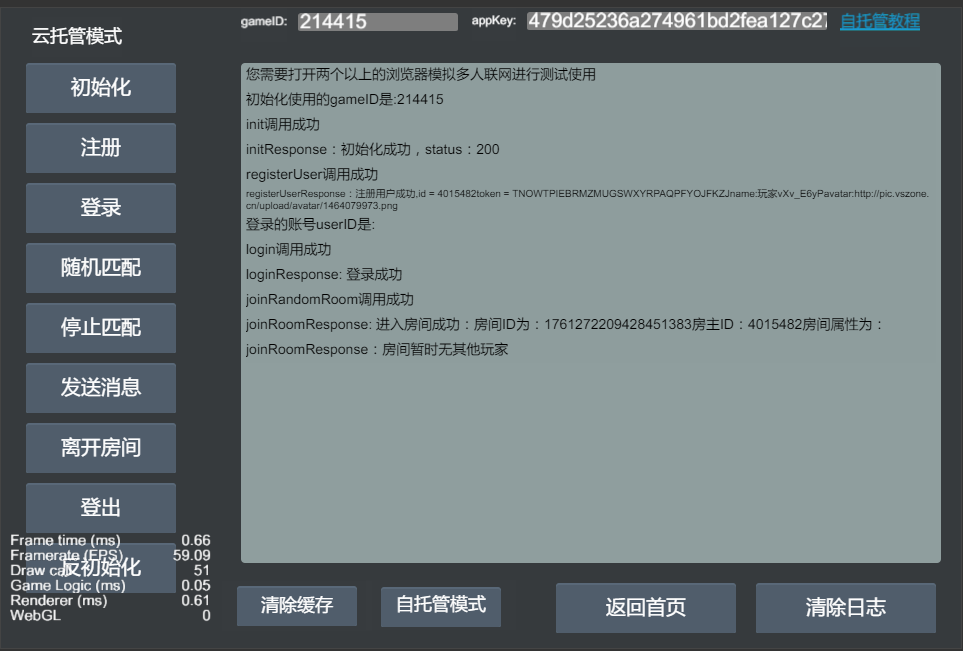 云托管模式
gameID: 214415 appKey: 479d25236a274961bd2fea127c27 自托管教程
初始化
注册
登录
随机匹配
停止匹配
发送消息
离开房间
登出
反初始化
您需要打开两个以上的浏览器模拟多人联网进行测试使用
初始化使用的gameID是:214415
init调用成功
initResponse：初始化成功，status：200
registerUser调用成功
registerUserResponse：注册用户成功,id = 4015482token = TNOWTPIEBRMZMUGSWXYRPAQPFYOJFKZJname:玩家vXv_E6yPavatar:http://pic.vszone.
cn/upload/avatar/1464079973.png
登录的账号userID是:
login调用成功
loginResponse: 登录成功
joinRandomRoom调用成功
joinRoomResponse: 进入房间成功：房间ID为：1761272209428451383房主ID：4015482房间属性为：
joinRoomResponse：房间暂时无其他玩家
Frame time (ms) 0.66
Framerate (FPS) 59.09
Draw call 51
Game Logic (ms) 0.05
Renderer (ms) 0.61
WebGL 0
清除缓存 自托管模式 返回首页 清除日志